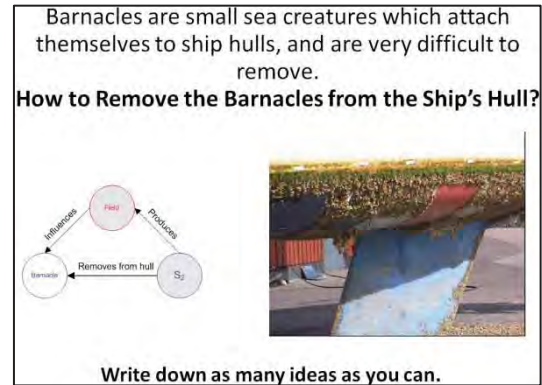 Barnacles are small sea creatures which attach
themselves to ship hulls, and are very difficult to
remove.
How to Remove the Barnacles from the Ship's Hull?
Field
Influences
Produces
Barnacle
Removes from hull
S2
Write down as many ideas as you can.